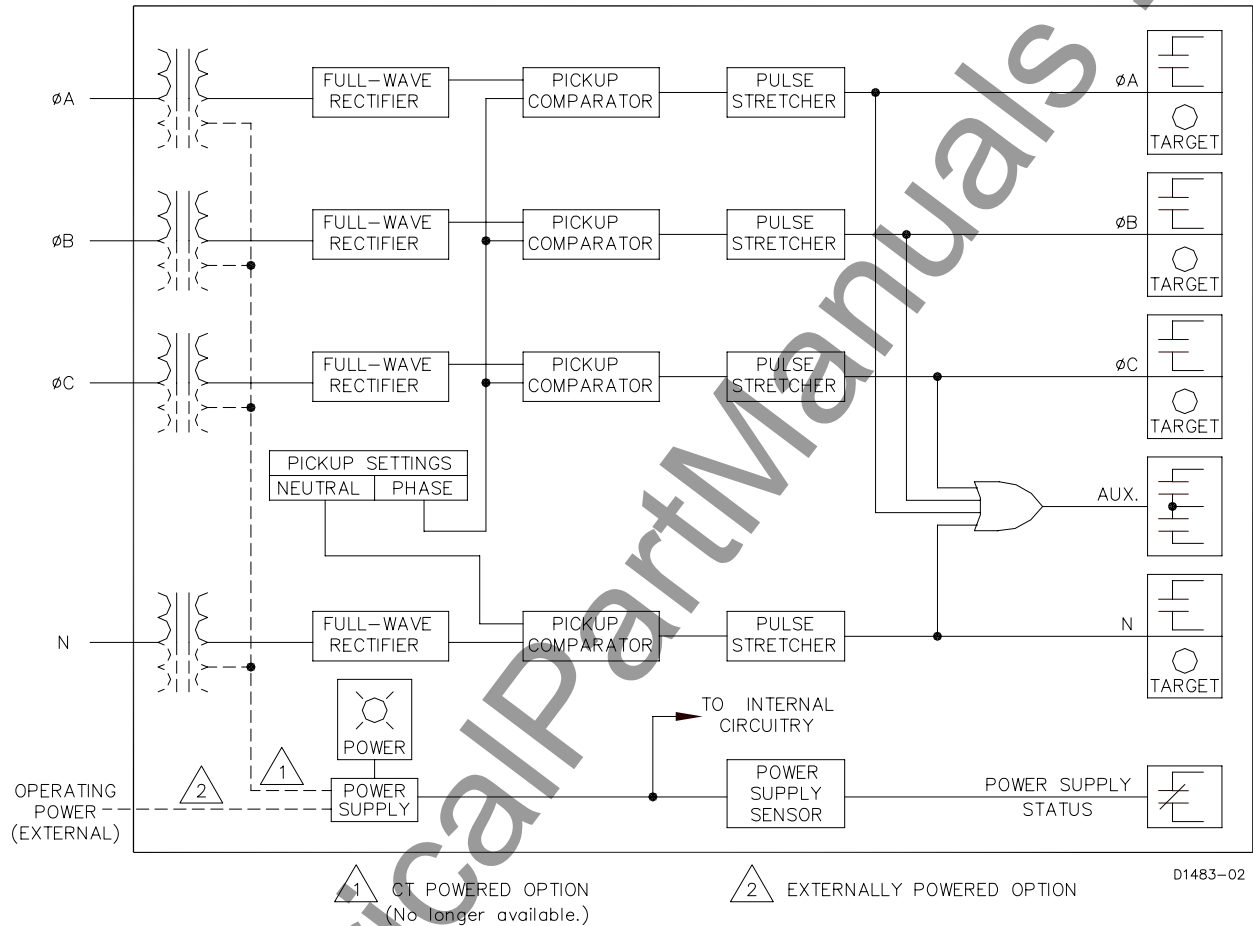 øA
FULL-WAVE
RECTIFIER
PICKUP
COMPARATOR
PULSE
STRETCHER
øA
TARGET
øB
FULL-WAVE
RECTIFIER
PICKUP
COMPARATOR
PULSE
STRETCHER
øB
TARGET
øC
FULL-WAVE
RECTIFIER
PICKUP
COMPARATOR
PULSE
STRETCHER
øC
TARGET
PICKUP SETTINGS
NEUTRAL
PHASE
AUX.
N
FULL-WAVE
RECTIFIER
PICKUP
COMPARATOR
PULSE
STRETCHER
N
TARGET
POWER
TO INTERNAL
CIRCUITRY
OPERATING
POWER
(EXTERNAL)
2
1
POWER
SUPPLY
POWER
SUPPLY
SENSOR
POWER SUPPLY
STATUS
1 CT POWERED OPTION
(No longer available.)
2 EXTERNALLY POWERED OPTION
D1483-02
icalPartManuals